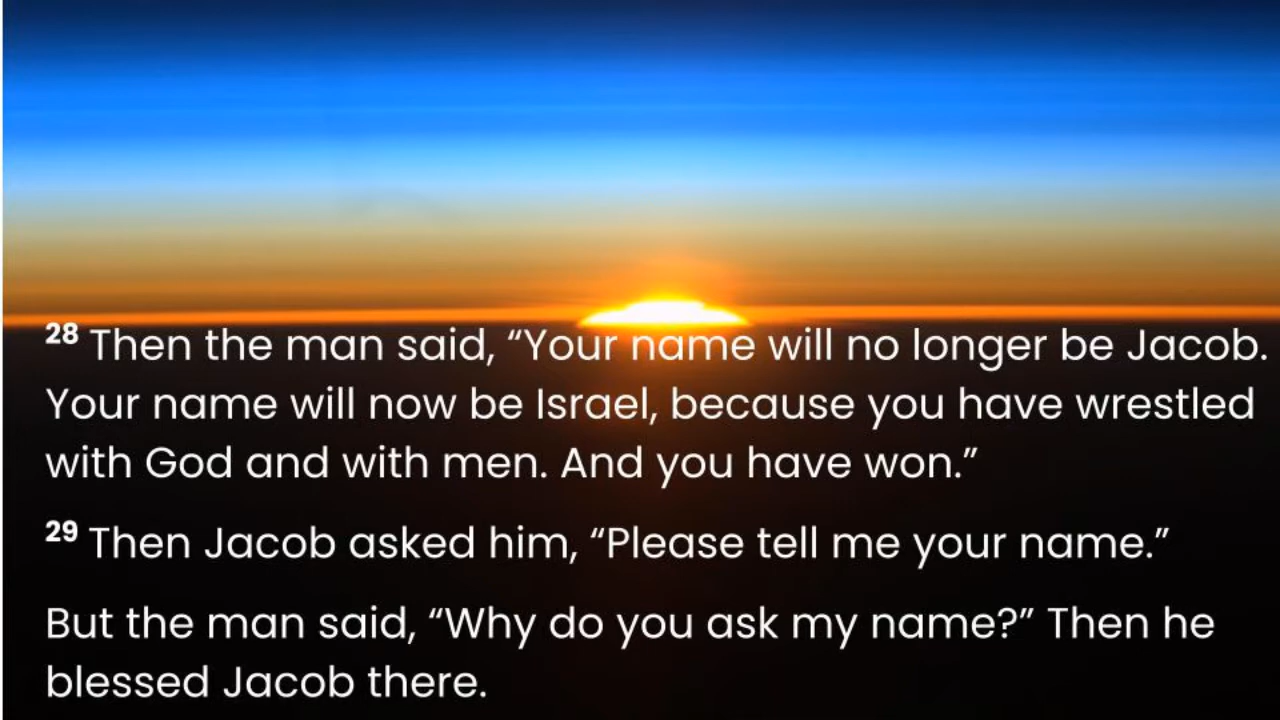 28 Then the man said, “Your name will no longer be Jacob.
Your name will now be Israel, because you have wrestled
with God and with men. And you have won.”
29 Then Jacob asked him, “Please tell me your name.”
But the man said, “Why do you ask my name?” Then he
blessed Jacob there.